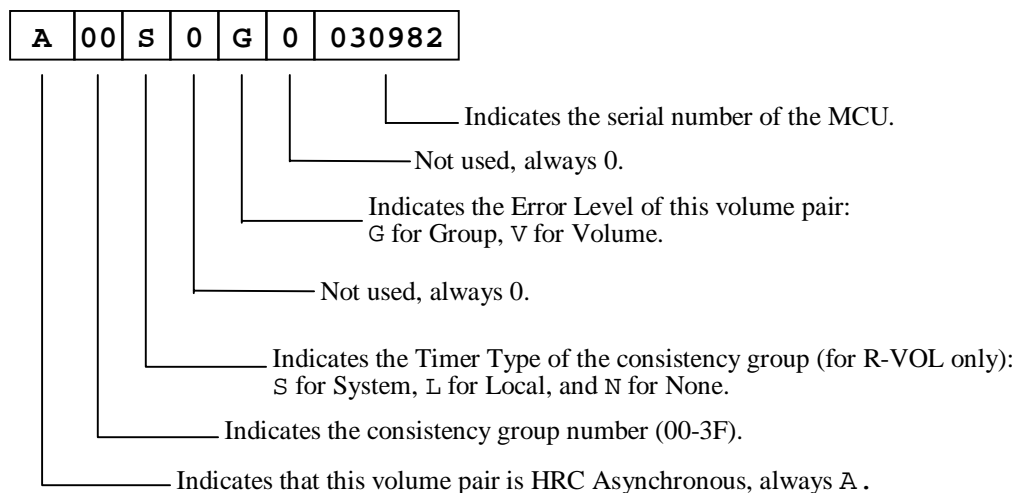 A 00 S 0 G 0 030982
Indicates the serial number of the MCU.
Not used, always 0.
Indicates the Error Level of this volume pair:
G for Group, V for Volume.
Not used, always 0.
Indicates the Timer Type of the consistency group (for R-VOL only):
S for System, L for Local, and N for None.
Indicates the consistency group number (00-3F).
Indicates that this volume pair is HRC Asynchronous, always A.